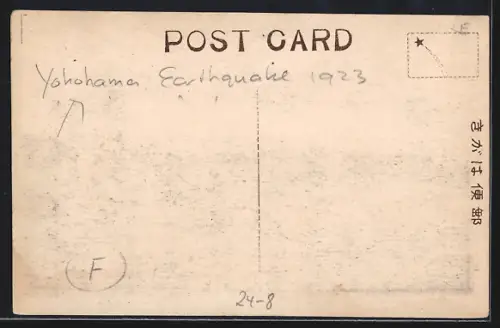 POST CARD
Yokohama Earthquake 1923
きがは便郵
F
24-8